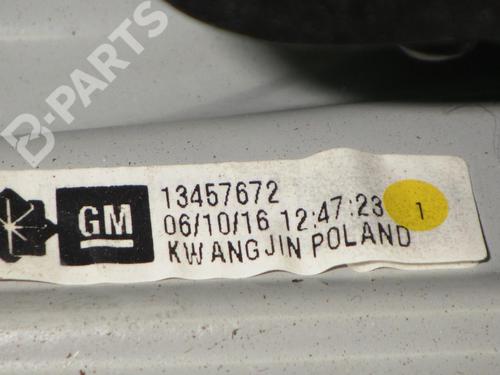 B-PARTS
GM
13457672
06/10/16 12:47:23
1
KWANGJIN POLAND